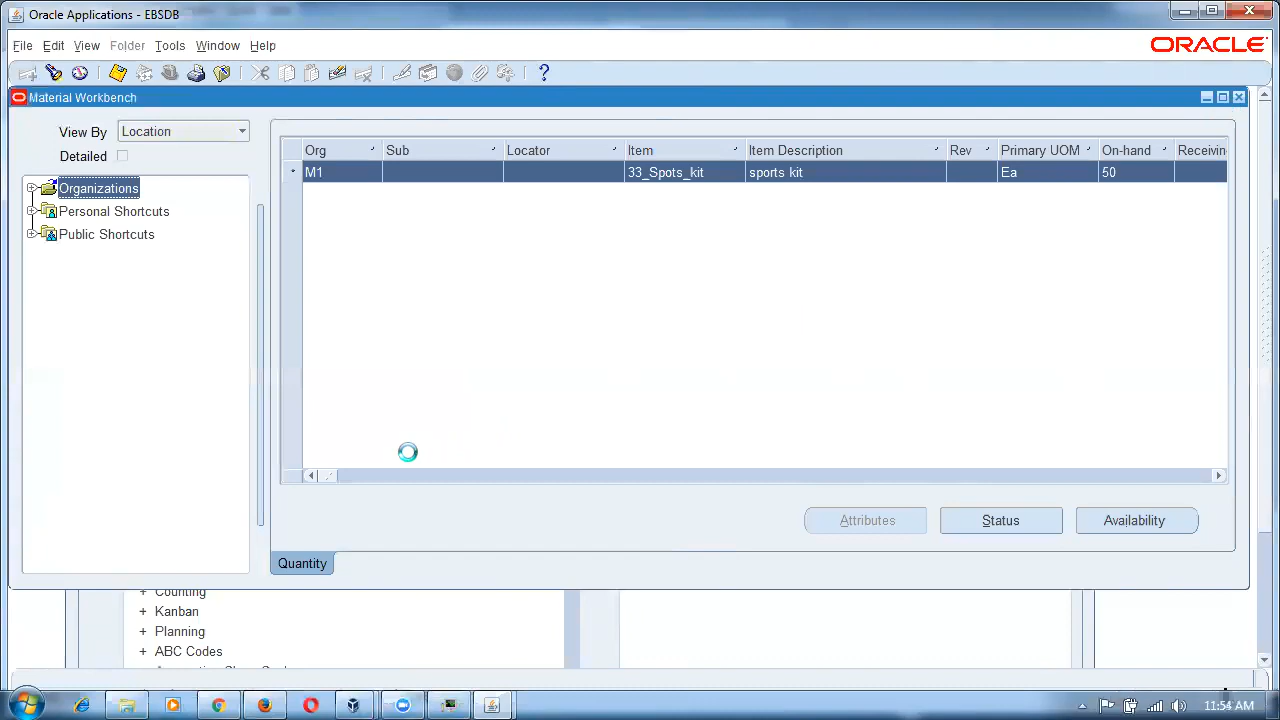 Oracle Applications - EBSDB
File Edit View Folder Tools Window Help
ORACLE
Material Workbench
View By Location
Detailed
Organizations
Personal Shortcuts
Public Shortcuts
Org Sub Locator Item Item Description Rev Primary UOM On-hand Receivin
M1 33_Spots_kit sports kit Ea 50
Attributes Status Availability
Quantity
+ Counting
+ Kanban
+ Planning
+ ABC Codes
11:54 AM